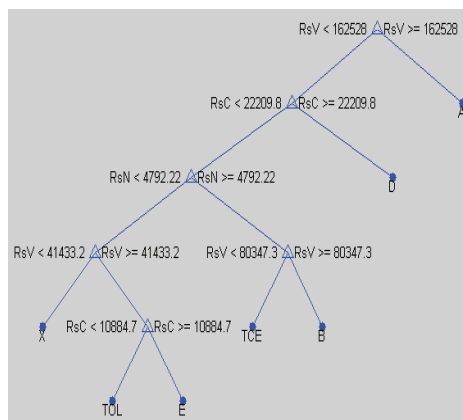 RsV < 162528 RsV >= 162528
RsC < 22209.8 RsC >= 22209.8
A
RsN < 4792.22 RsN >= 4792.22
D
RsV < 41433.2 RsV >= 41433.2 RsV < 80347.3 RsV >= 80347.3
X RsC < 10884.7 RsC >= 10884.7 TCE B
TOL E